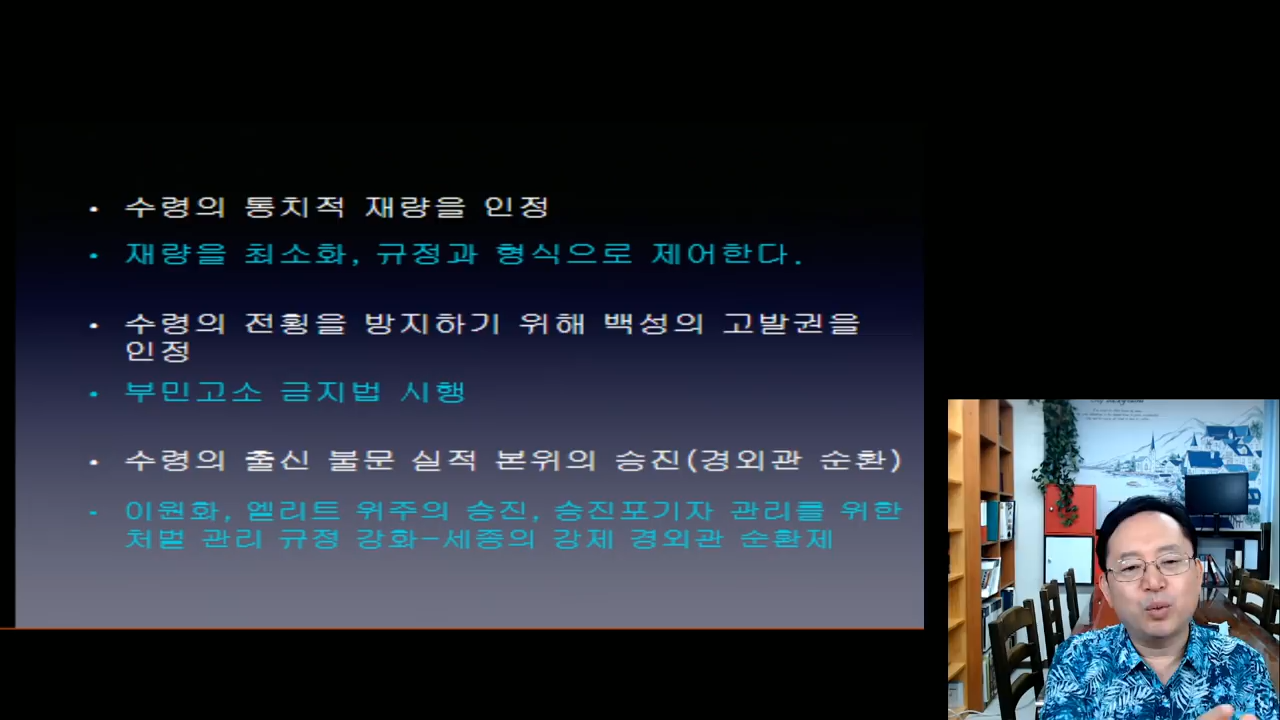 • 수령의 통치적 재량을 인정
• 재량을 최소화, 규정과 형식으로 제어한다.
• 수령의 전횡을 방지하기 위해 백성의 고발권을
인정
• 부민고소 금지법 시행
• 수령의 출신 불문 실적 본위의 승진(경외관 순환)
• 이원화, 엘리트 위주의 승진, 승진포기자 관리를 위한
처벌 관리 규정 강화-세종의 강제 경외관 순환제